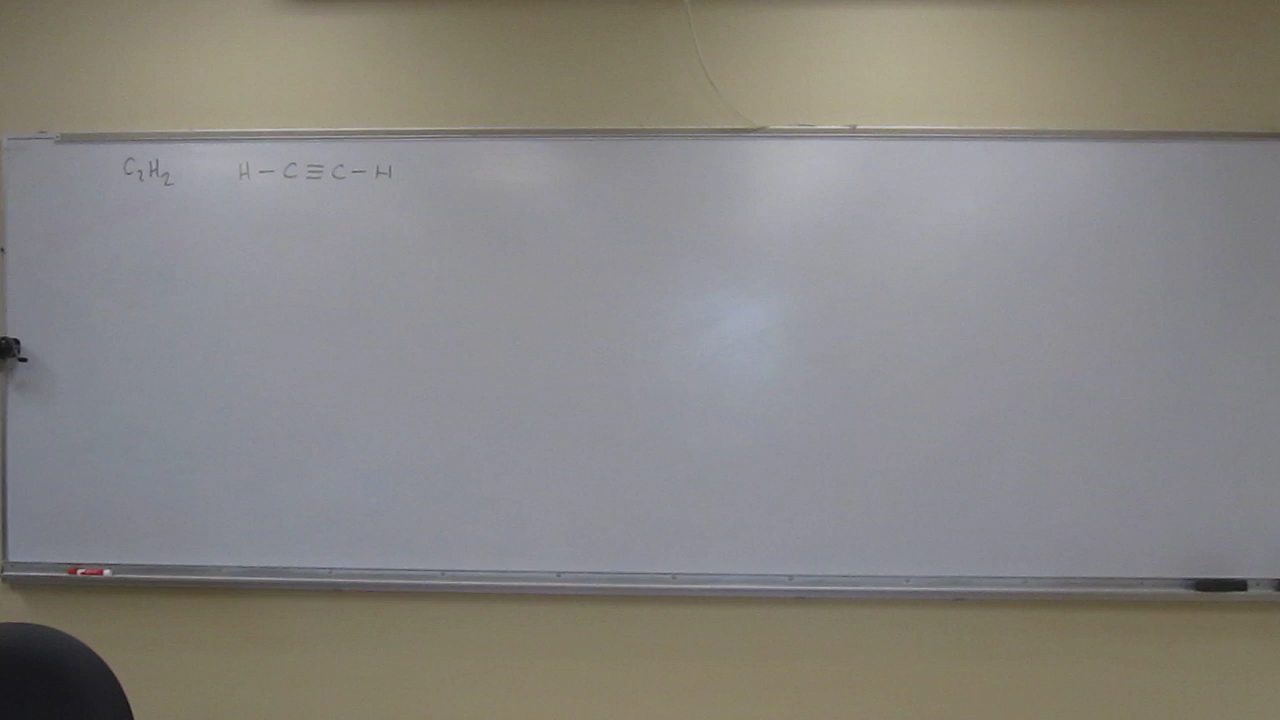 C₂H₂ H – C ≡ C – H